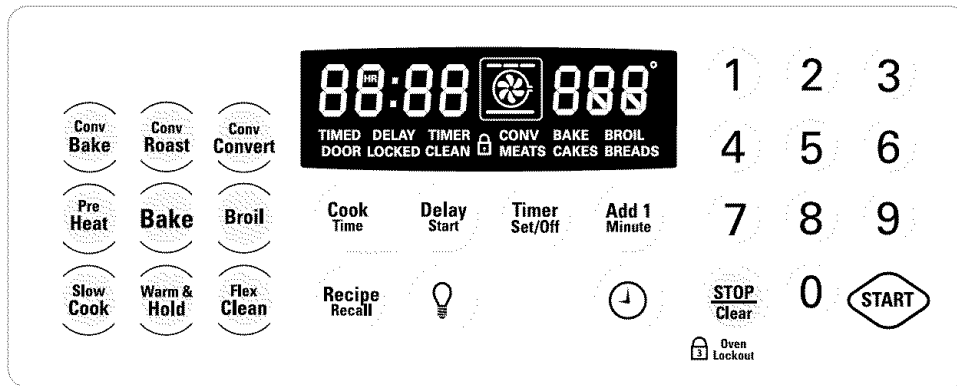 88:88 888°
HR
TIMED DELAY TIMER CONV BAKE BROIL
DOOR LOCKED CLEAN MEATS CAKES BREADS
Conv
Bake
Conv
Roast
Conv
Convert
Pre
Heat
Bake
Broil
Slow
Cook
Warm &
Hold
Flex
Clean
Cook
Time
Delay
Start
Timer
Set/Off
Add 1
Minute
Recipe
Recall
1 2 3
4 5 6
7 8 9
STOP
Clear
0
START
3
Oven
Lockout